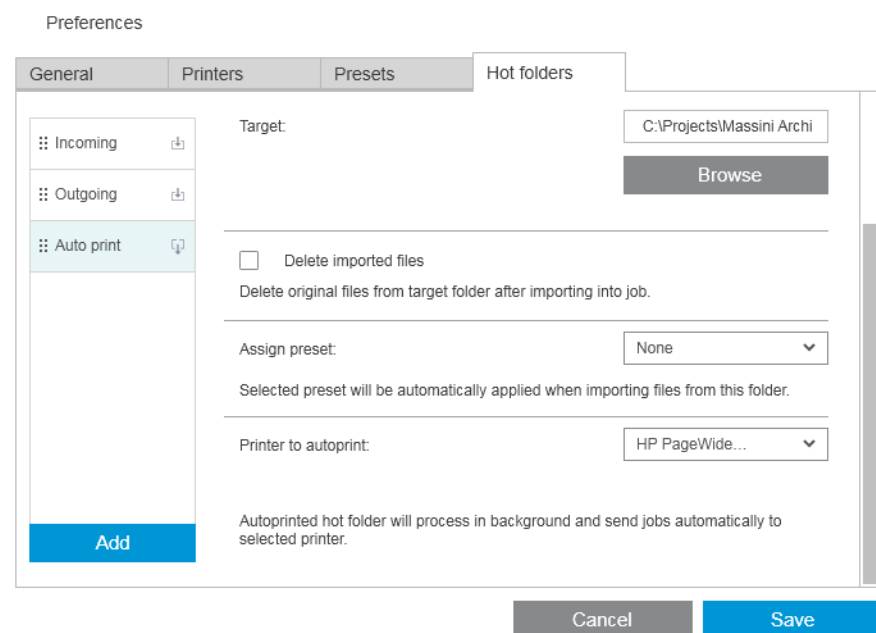 Preferences
General
Printers
Presets
Hot folders
Incoming
Outgoing
Auto print
Add
Target:
C:\Projects\Massini Archi
Browse
Delete imported files
Delete original files from target folder after importing into job.
Assign preset:
None
Selected preset will be automatically applied when importing files from this folder.
Printer to autoprint:
HP PageWide...
Autoprinted hot folder will process in background and send jobs automatically to
selected printer.
Cancel
Save